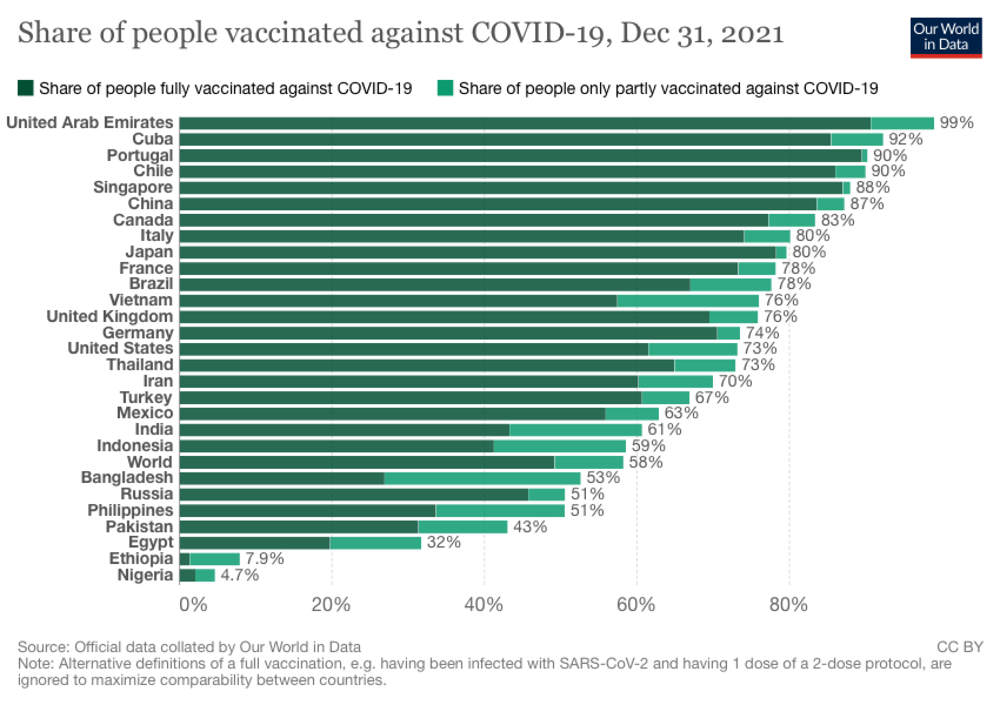 Share of people vaccinated against COVID-19, Dec 31, 2021
Our World
in Data
Share of people fully vaccinated against COVID-19
Share of people only partly vaccinated against COVID-19
United Arab Emirates 99%
Cuba 92%
Portugal 90%
Chile 90%
Singapore 88%
China 87%
Canada 83%
Italy 80%
Japan 80%
France 78%
Brazil 78%
Vietnam 76%
United Kingdom 76%
Germany 74%
United States 73%
Thailand 73%
Iran 70%
Turkey 67%
Mexico 63%
India 61%
Indonesia 59%
World 58%
Bangladesh 53%
Russia 51%
Philippines 51%
Pakistan 43%
Egypt 32%
Ethiopia 7.9%
Nigeria 4.7%
0% 20% 40% 60% 80%
Source: Official data collated by Our World in Data
CC BY
Note: Alternative definitions of a full vaccination, e.g. having been infected with SARS-CoV-2 and having 1 dose of a 2-dose protocol, are
ignored to maximize comparability between countries.